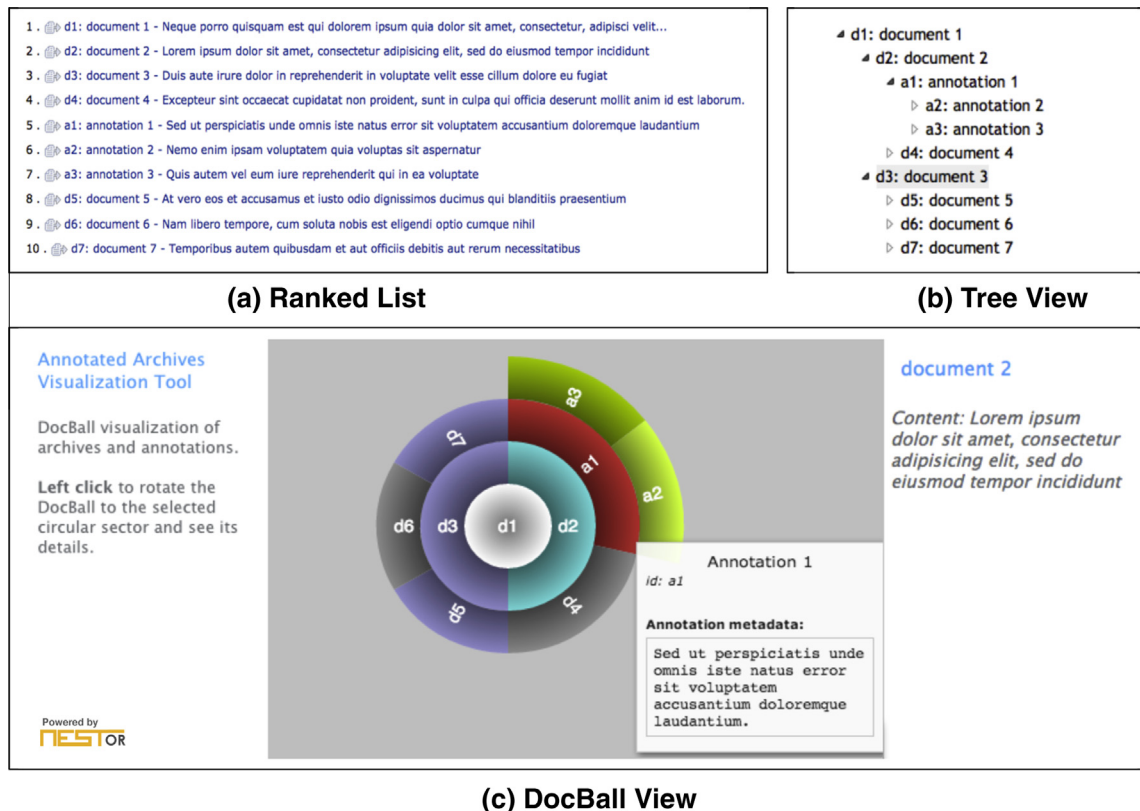 1 . d1: document 1 - Neque porro quisquam est qui dolorem ipsum quia dolor sit amet, consectetur, adipisci velit...
2 . d2: document 2 - Lorem ipsum dolor sit amet, consectetur adipisicing elit, sed do eiusmod tempor incididunt
3 . d3: document 3 - Duis aute irure dolor in reprehenderit in voluptate velit esse cillum dolore eu fugiat
4 . d4: document 4 - Excepteur sint occaecat cupidatat non proident, sunt in culpa qui officia deserunt mollit anim id est laborum.
5 . a1: annotation 1 - Sed ut perspiciatis unde omnis iste natus error sit voluptatem accusantium doloremque laudantium
6 . a2: annotation 2 - Nemo enim ipsam voluptatem quia voluptas sit aspernatur
7 . a3: annotation 3 - Quis autem vel eum iure reprehenderit qui in ea voluptate
8 . d5: document 5 - At vero eos et accusamus et iusto odio dignissimos ducimus qui blanditiis praesentium
9 . d6: document 6 - Nam libero tempore, cum soluta nobis est eligendi optio cumque nihil
10 . d7: document 7 - Temporibus autem quibusdam et aut officiis debitis aut rerum necessitatibus
(a) Ranked List
d1: document 1
d2: document 2
a1: annotation 1
a2: annotation 2
a3: annotation 3
d4: document 4
d3: document 3
d5: document 5
d6: document 6
d7: document 7
(b) Tree View
Annotated Archives
Visualization Tool
DocBall visualization of
archives and annotations.
Left click to rotate the
DocBall to the selected
circular sector and see its
details.
Powered by
NESTOR
a3
d7
a1
a2
d6
d3
d1
d2
d5
d4
Annotation 1
id: a1
Annotation metadata:
Sed ut perspiciatis unde
omnis iste natus error
sit voluptatem
accusantium doloremque
laudantium.
document 2
Content: Lorem ipsum
dolor sit amet, consectetur
adipisicing elit, sed do
eiusmod tempor incididunt
(c) DocBall View